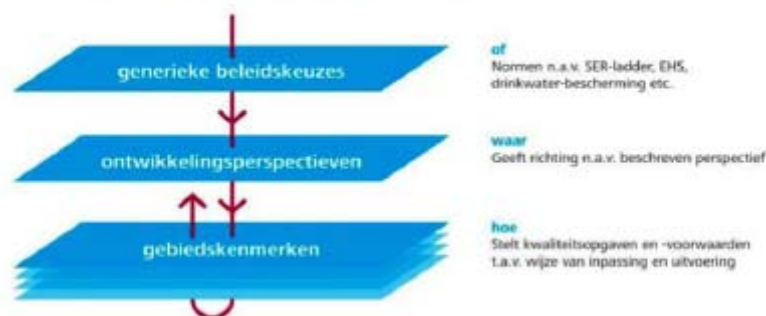 generieke beleidskeuzes
of
Normen n.a.v. SER-ladder, EHS,
drinkwater-bescherming etc.
ontwikkelingsperspectieven
waar
Geeft richting n.a.v. beschreven perspectief
gebiedskenmerken
hoe
Stelt kwaliteitsopgaven en -voorwaarden
t.a.v. wijze van inpassing en uitvoering